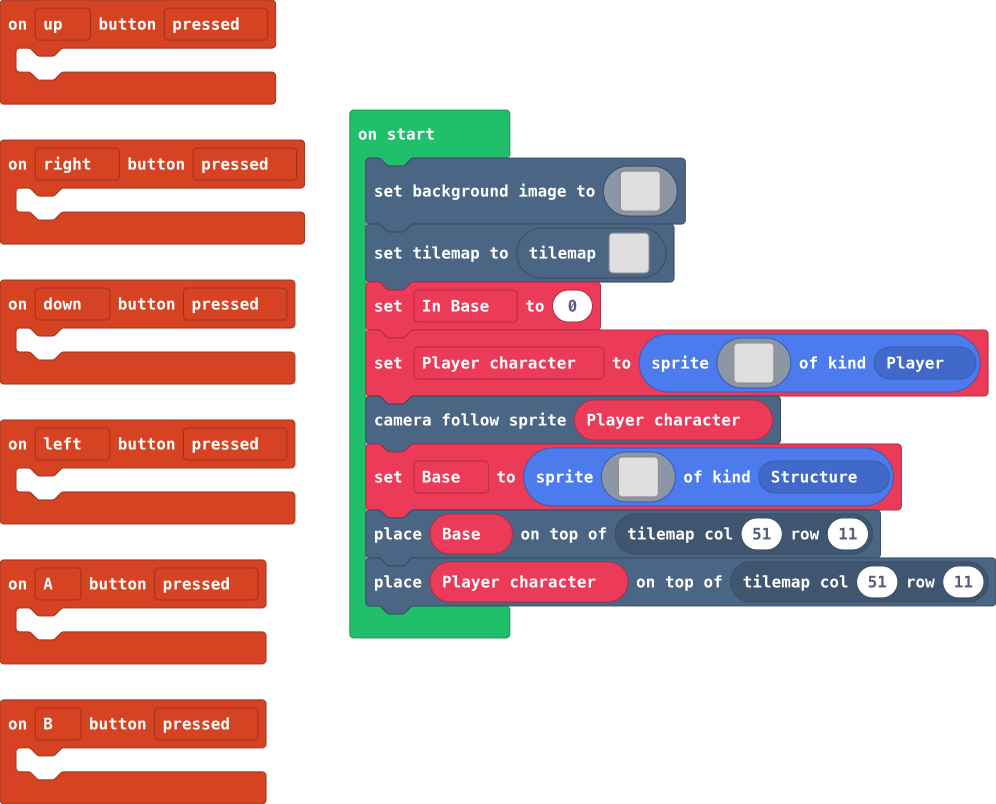 on up button pressed
on right button pressed
on down button pressed
on left button pressed
on A button pressed
on B button pressed
on start
set background image to
set tilemap to tilemap
set In Base to 0
set Player character to sprite of kind Player
camera follow sprite Player character
set Base to sprite of kind Structure
place Base on top of tilemap col 51 row 11
place Player character on top of tilemap col 51 row 11